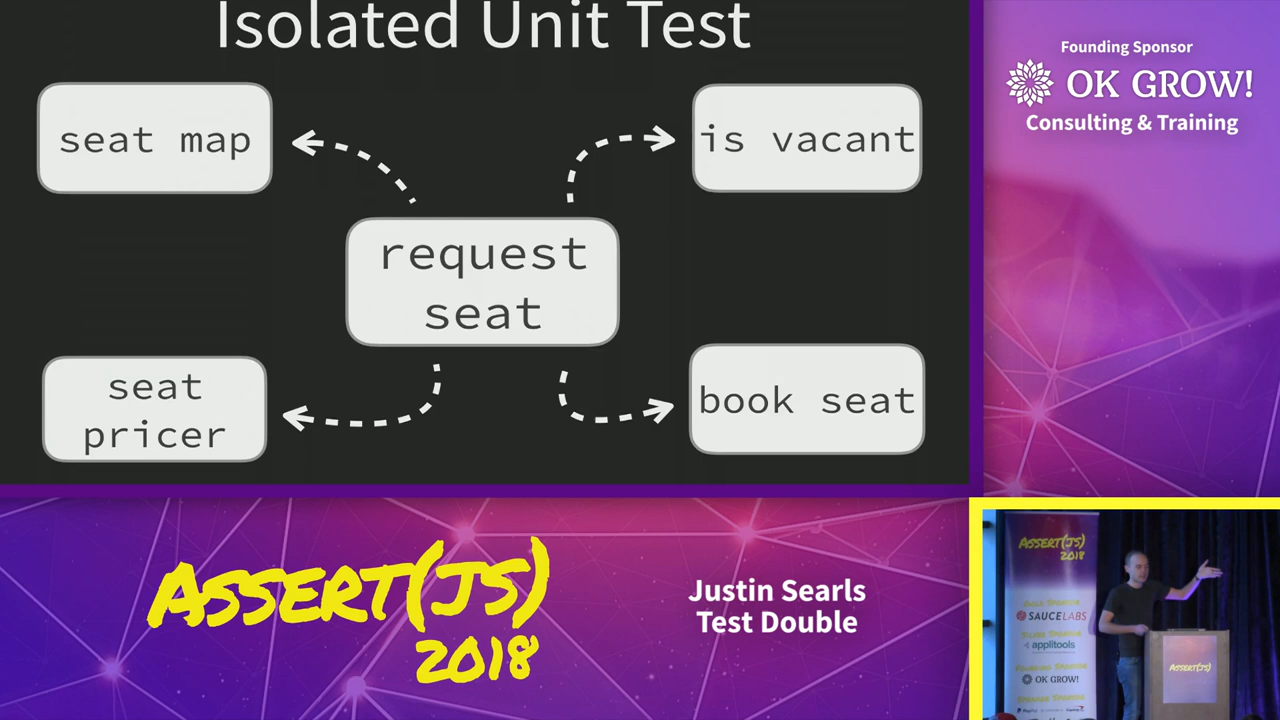 Isolated Unit Test
seat map
is vacant
request
seat
seat
pricer
book seat
Founding Sponsor
OK GROW!
Consulting & Training
ASSERT(JS)
2018
Justin Searls
Test Double
ASSERT(JS)
2018
SAUCELABS
applitools
OK GROW!
PayPal
ASSERT(JS)